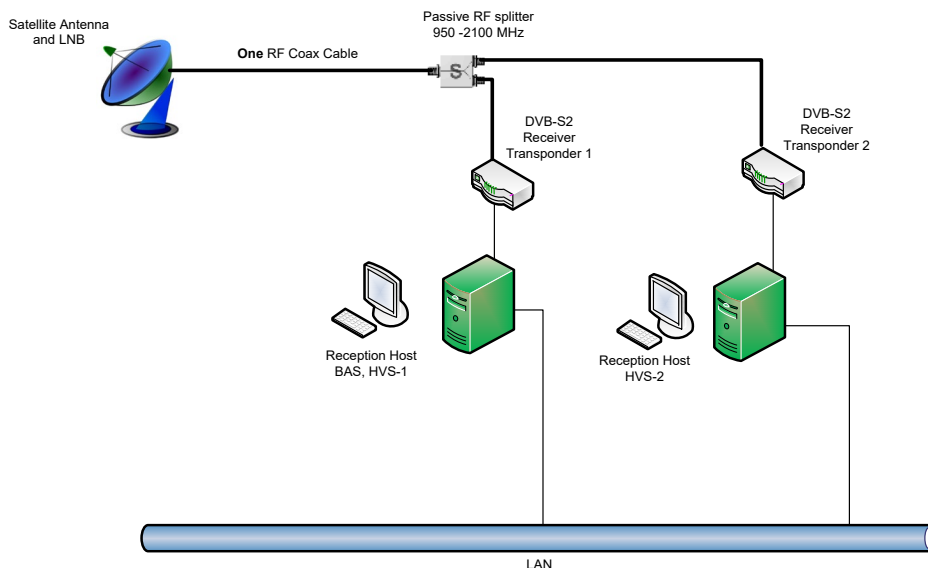 Satellite Antenna
and LNB
One RF Coax Cable
Passive RF splitter
950 -2100 MHz
S
DVB-S2
Receiver
Transponder 1
DVB-S2
Receiver
Transponder 2
Reception Host
BAS, HVS-1
Reception Host
HVS-2
LAN